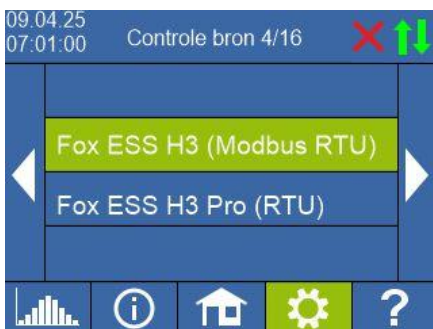 09.04.25
07:01:00
Controle bron 4/16
Fox ESS H3 (Modbus RTU)
Fox ESS H3 Pro (RTU)
?